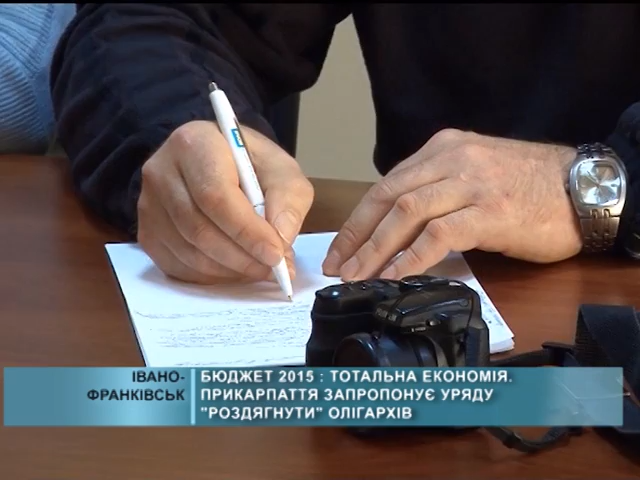 ІВАНО-
ФРАНКІВСЬК
БЮДЖЕТ 2015 : ТОТАЛЬНА ЕКОНОМІЯ.
ПРИКАРПАТТЯ ЗАПРОПОНУЄ УРЯДУ
"РОЗДЯГНУТИ" ОЛІГАРХІВ